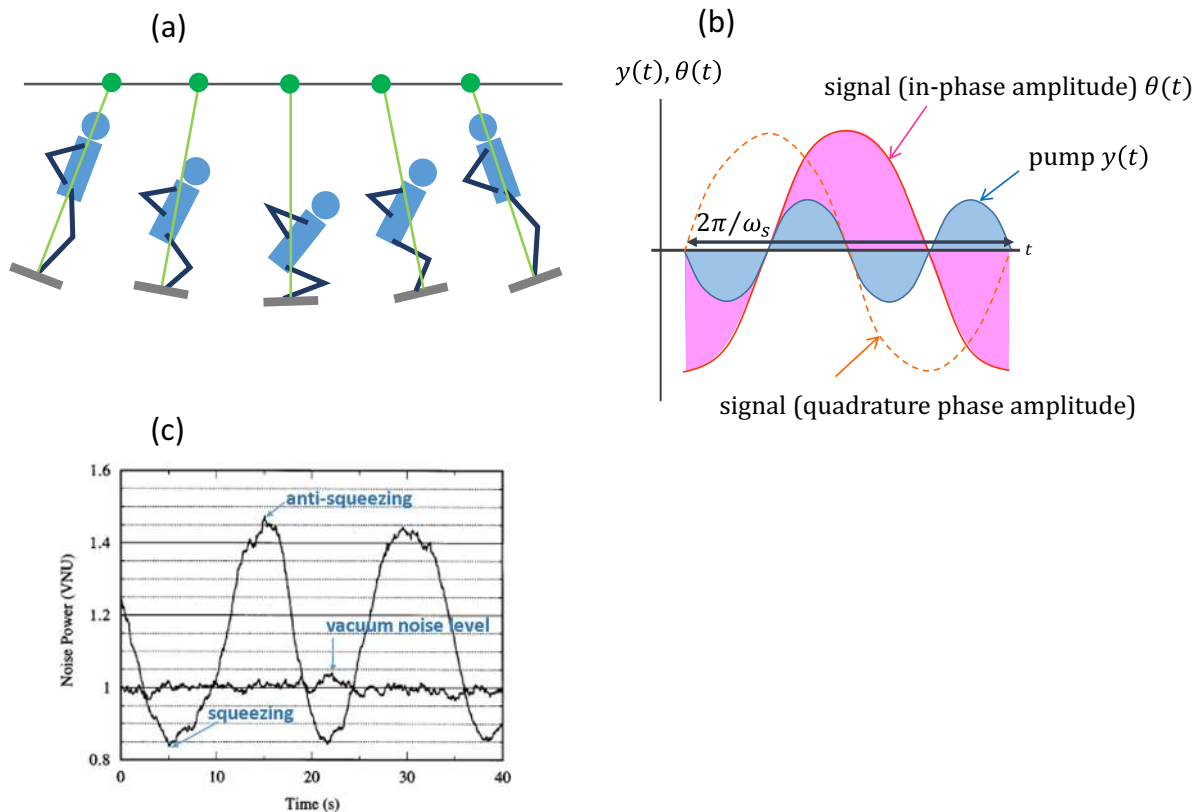 (a)
(b)
y(t), θ(t)
signal (in-phase amplitude) θ(t)
pump y(t)
2π/ωₛ
t
signal (quadrature phase amplitude)
(c)
1.6
1.4
1.2
1
0.8
Noise Power (VNU)
anti-squeezing
vacuum noise level
squeezing
0
10
20
30
40
Time (s)